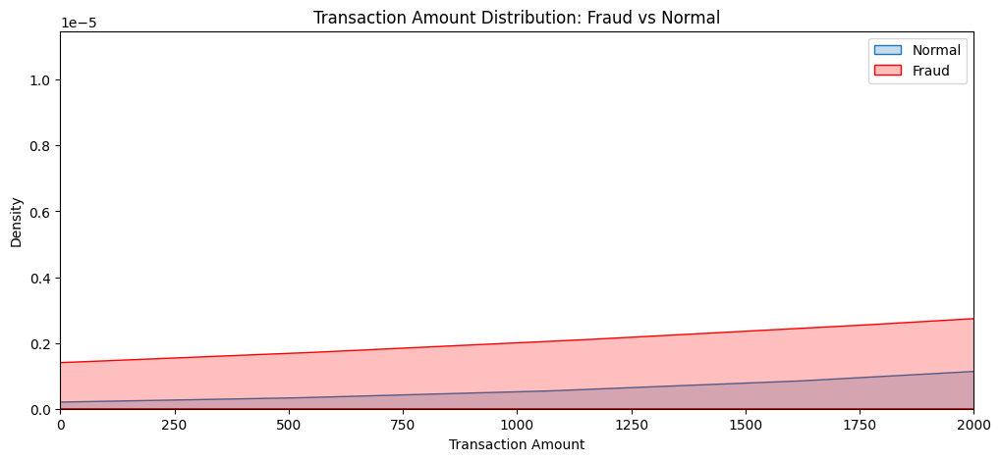 Transaction Amount Distribution: Fraud vs Normal
1e−5
Normal
Fraud
1.0
0.8
0.6
0.4
0.2
0.0
Density
0 250 500 750 1000 1250 1500 1750 2000
Transaction Amount